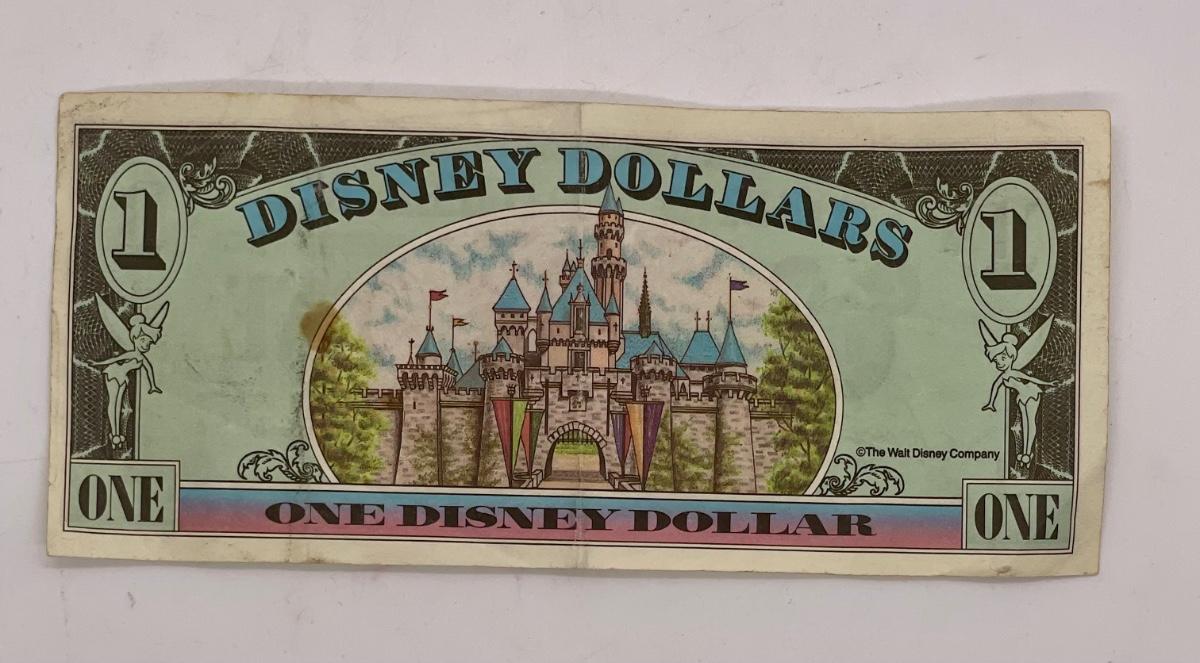 DISNEY DOLLARS
1
1
©The Walt Disney Company
ONE
ONE DISNEY DOLLAR
ONE